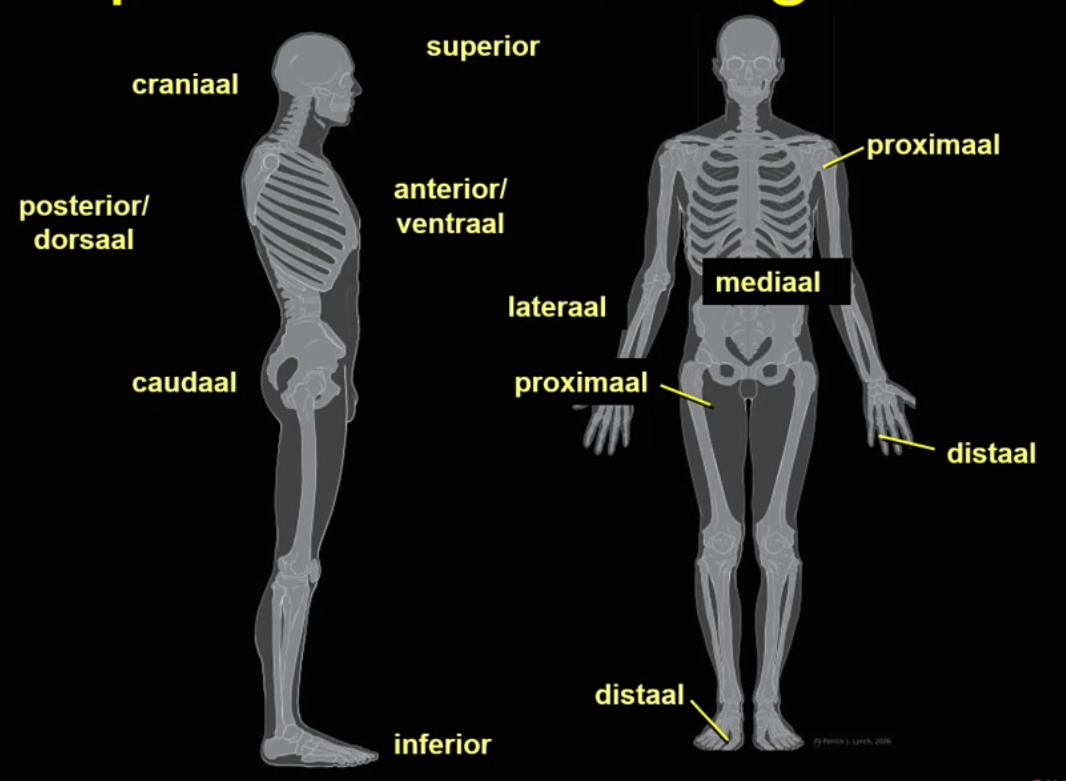 superior
craniaal
proximaal
anterior/
ventraal
posterior/
dorsaal
mediaal
lateraal
caudaal
proximaal
distaal
distaal
inferior
Patrick J. Lynch, 2006